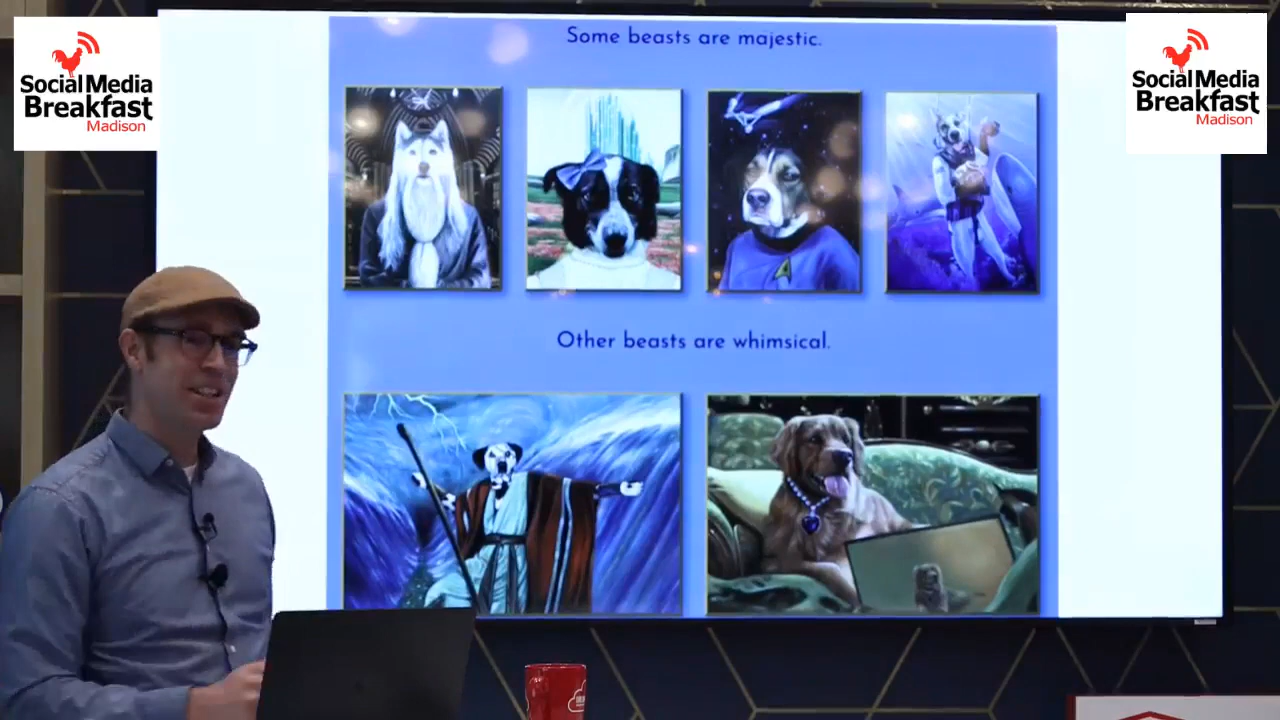 Social Media
Breakfast
Madison
Some beasts are majestic.
Social Media
Breakfast
Madison
Other beasts are whimsical.